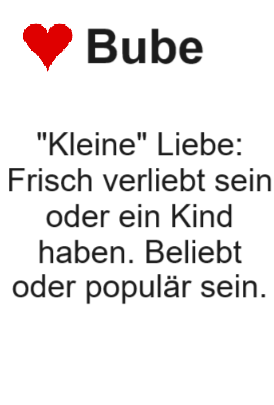 Bube
"Kleine" Liebe:
Frisch verliebt sein
oder ein Kind
haben. Beliebt
oder populär sein.